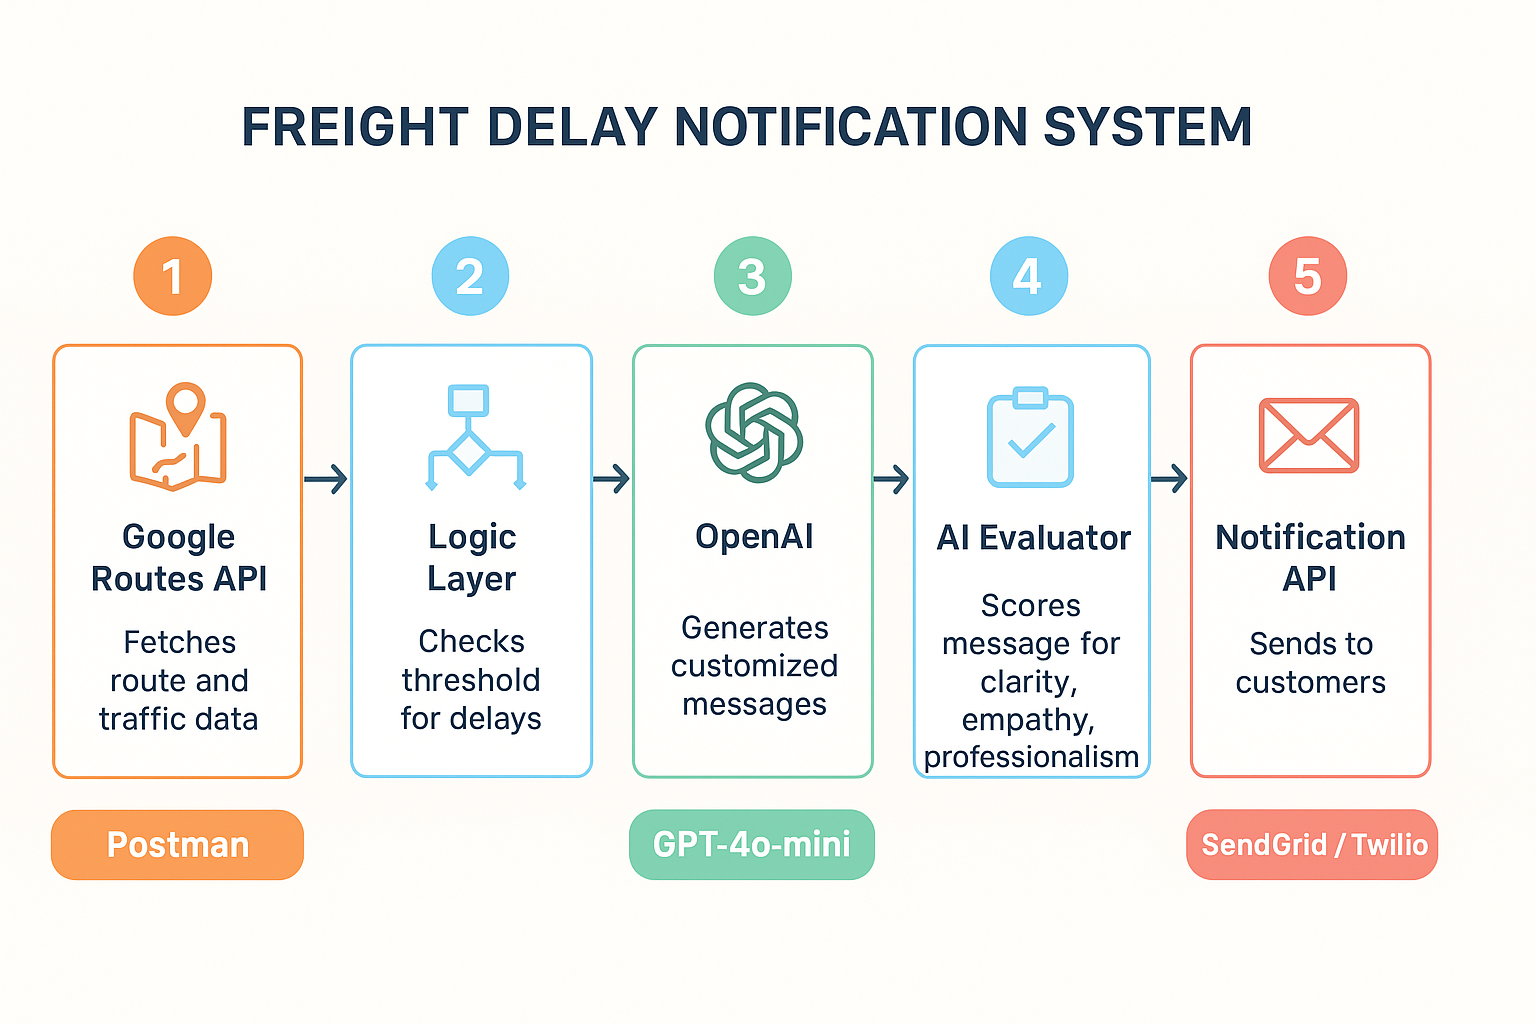 FREIGHT DELAY NOTIFICATION SYSTEM
1
2
3
4
5
Google
Routes API
Fetches
route and
traffic data
Logic
Layer
Checks
threshold
for delays
OpenAI
Generates
customized
messages
AI Evaluator
Scores
message for
clarity,
empathy,
professionalism
Notification
API
Sends to
customers
Postman
GPT-4o-mini
SendGrid / Twilio